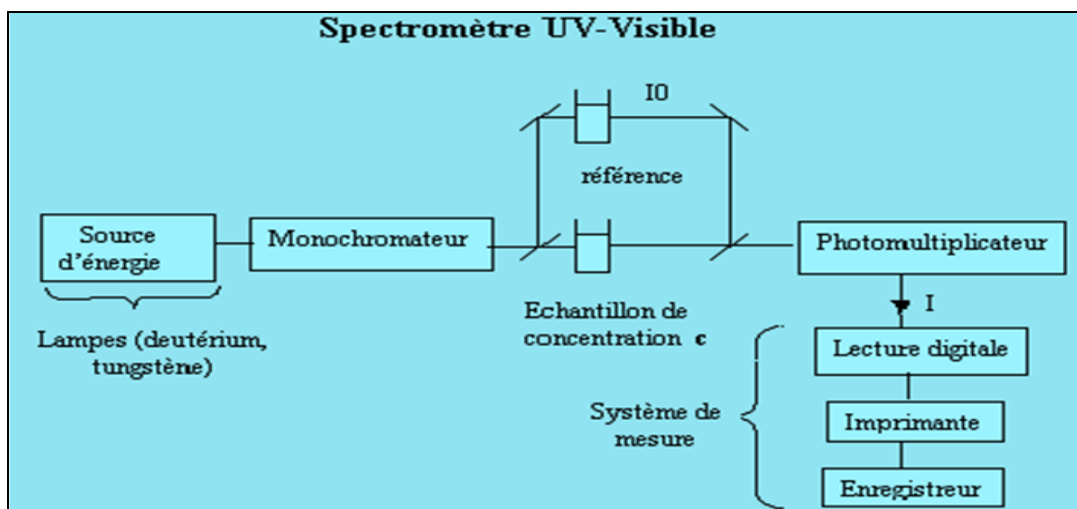 Spectromètre UV-Visible
I0
référence
Source
d'énergie
Monochromateur
Photomultiplicateur
Lampes (deutérium,
tungstène)
Echantillon de
concentration c
I
Lecture digitale
Système de
mesure
Imprimante
Enregistreur